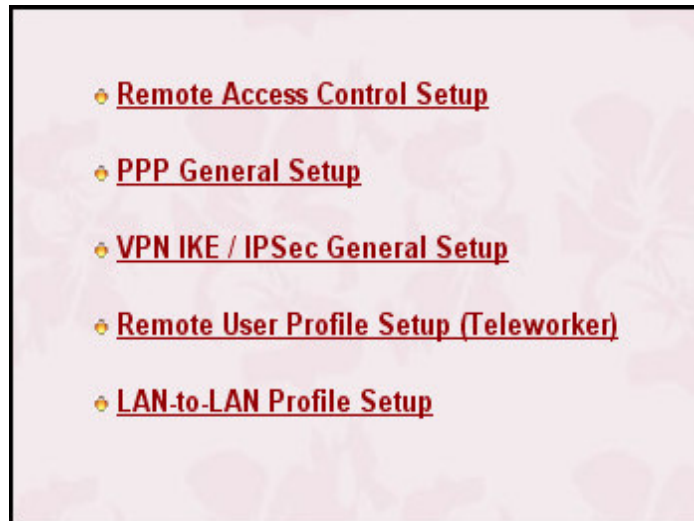 Remote Access Control Setup
PPP General Setup
VPN IKE / IPSec General Setup
Remote User Profile Setup (Teleworker)
LAN-to-LAN Profile Setup